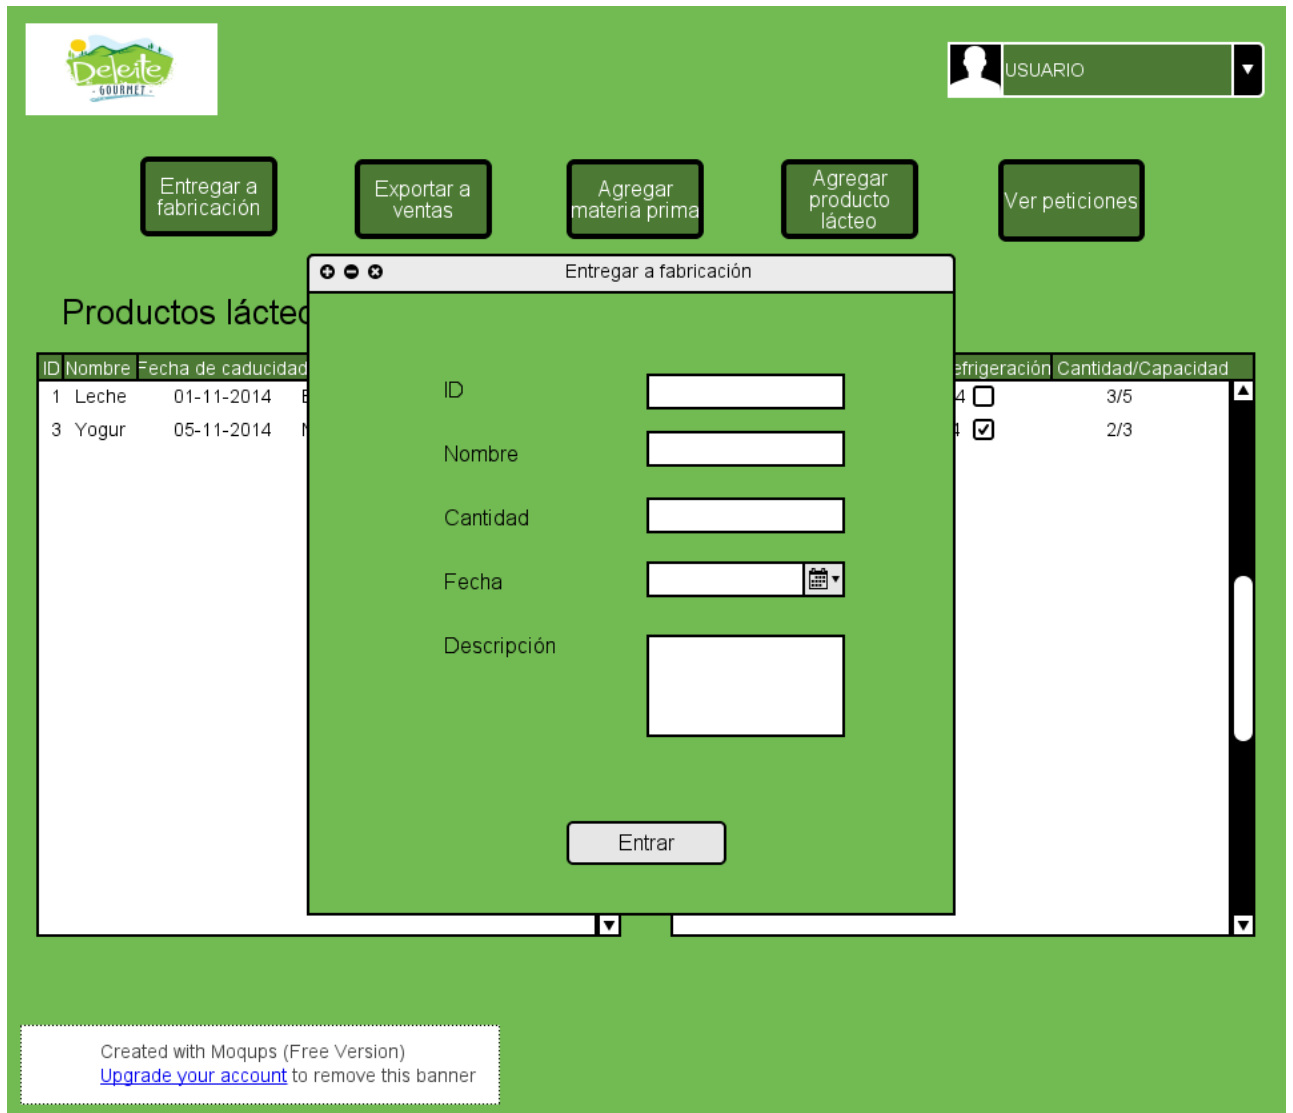 Deleite
- GOURMET -
USUARIO
Entregar a
fabricación
Exportar a
ventas
Agregar
materia prima
Agregar
producto
lácteo
Ver peticiones
Entregar a fabricación
Productos lácteo
ID Nombre Fecha de caducidad
1 Leche 01-11-2014
3 Yogur 05-11-2014
efrigeración Cantidad/Capacidad
4 3/5
4 2/3
ID
Nombre
Cantidad
Fecha
Descripción
Entrar
Created with Moqups (Free Version)
Upgrade your account to remove this banner